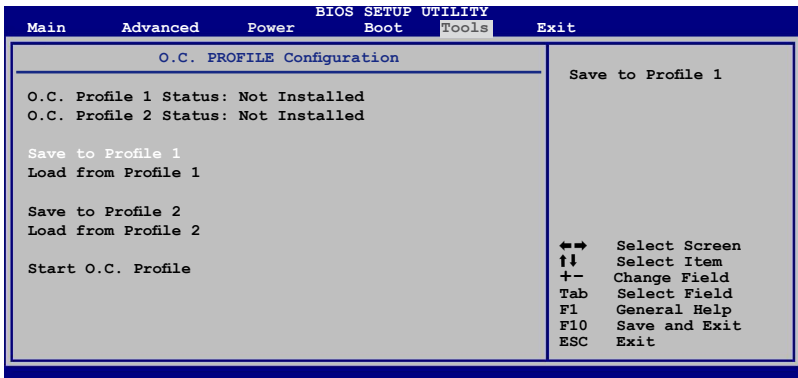 BIOS SETUP UTILITY
Main Advanced Power Boot Tools Exit
O.C. PROFILE Configuration
O.C. Profile 1 Status: Not Installed
O.C. Profile 2 Status: Not Installed
Save to Profile 1
Load from Profile 1
Save to Profile 2
Load from Profile 2
Start O.C. Profile
Save to Profile 1
←→ Select Screen
↑↓ Select Item
+- Change Field
Tab Select Field
F1 General Help
F10 Save and Exit
ESC Exit